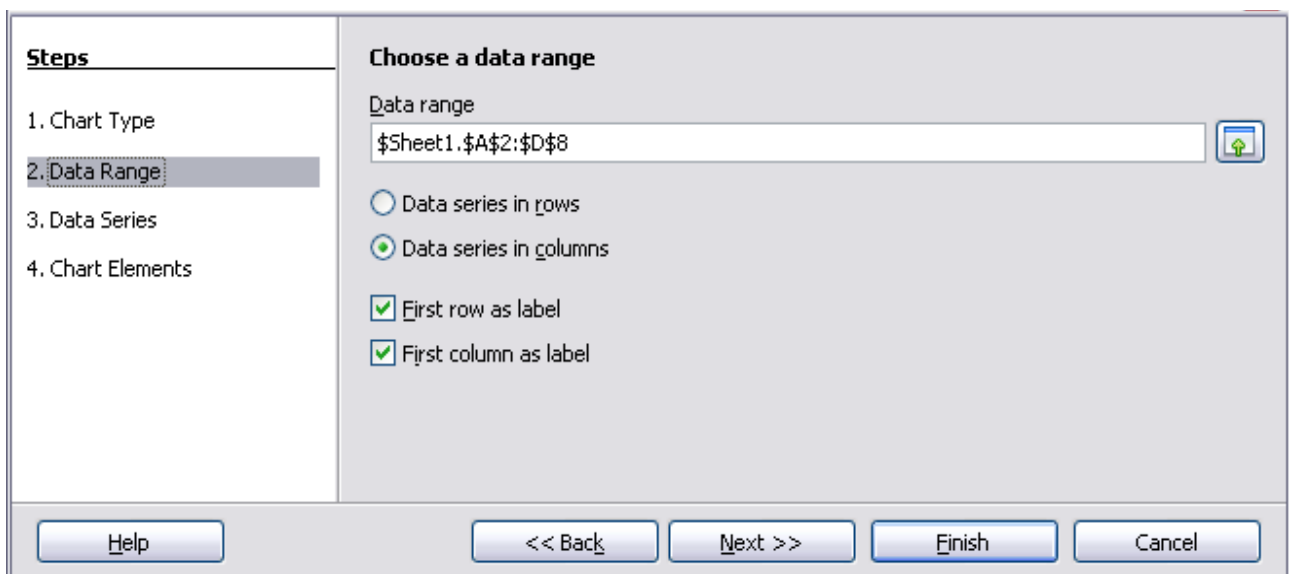 Steps
1. Chart Type
2. Data Range
3. Data Series
4. Chart Elements
Choose a data range
Data range
$Sheet1.$A$2:$D$8
Data series in rows
Data series in columns
First row as label
First column as label
Help
<< Back
Next >>
Finish
Cancel